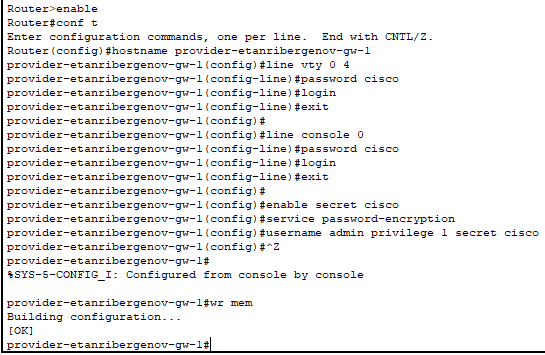 Router>enable
Router#conf t
Enter configuration commands, one per line.  End with CNTL/Z.
Router(config)#hostname provider-etanribergenov-gw-1
provider-etanribergenov-gw-1(config)#line vty 0 4
provider-etanribergenov-gw-1(config-line)#password cisco
provider-etanribergenov-gw-1(config-line)#login
provider-etanribergenov-gw-1(config-line)#exit
provider-etanribergenov-gw-1(config)#
provider-etanribergenov-gw-1(config)#line console 0
provider-etanribergenov-gw-1(config-line)#password cisco
provider-etanribergenov-gw-1(config-line)#login
provider-etanribergenov-gw-1(config-line)#exit
provider-etanribergenov-gw-1(config)#
provider-etanribergenov-gw-1(config)#enable secret cisco
provider-etanribergenov-gw-1(config)#service password-encryption
provider-etanribergenov-gw-1(config)#username admin privilege 1 secret cisco
provider-etanribergenov-gw-1(config)#^Z
provider-etanribergenov-gw-1#
%SYS-5-CONFIG_I: Configured from console by console
provider-etanribergenov-gw-1#wr mem
Building configuration...
[OK]
provider-etanribergenov-gw-1#